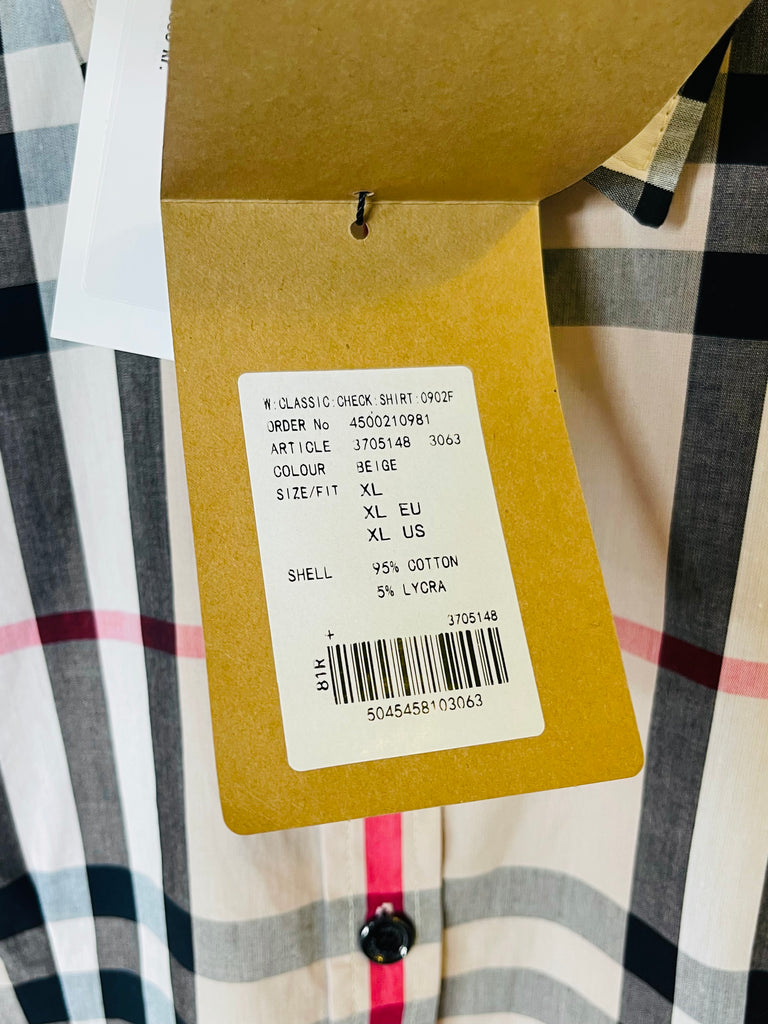 W:CLASSIC:CHECK:SHIRT:0902F
ORDER No 4500210981
ARTICLE 3705148 3063
COLOUR BEIGE
SIZE/FIT XL
XL EU
XL US
SHELL 95% COTTON
5% LYCRA
3705148
+
81R
5045458103063